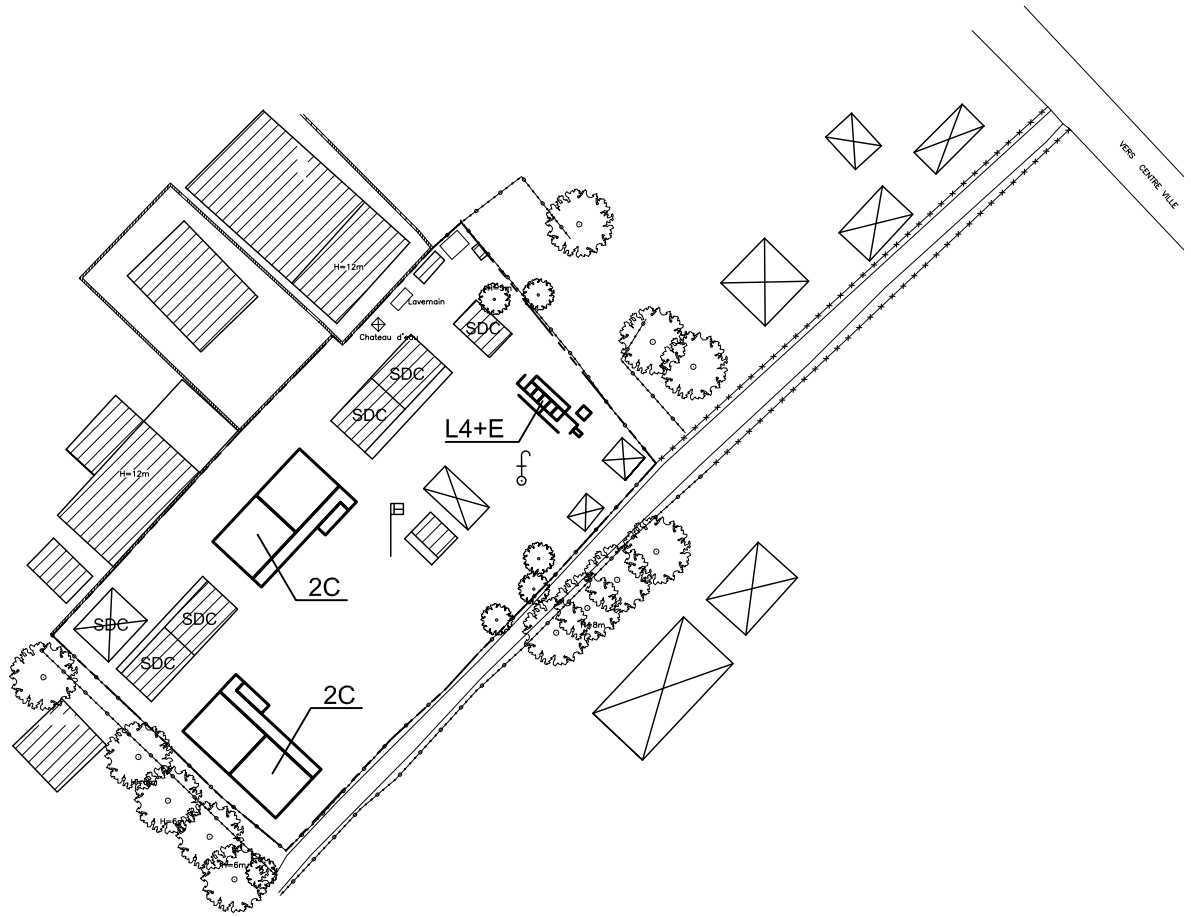 VERS CENTRE VILLE
H=12m
Lavemain
Chateau d'eau
SDC
SDC
SDC
L4+E
H=12m
2C
SDC
SDC
SDC
H=8m
2C
H=6m
H=6m